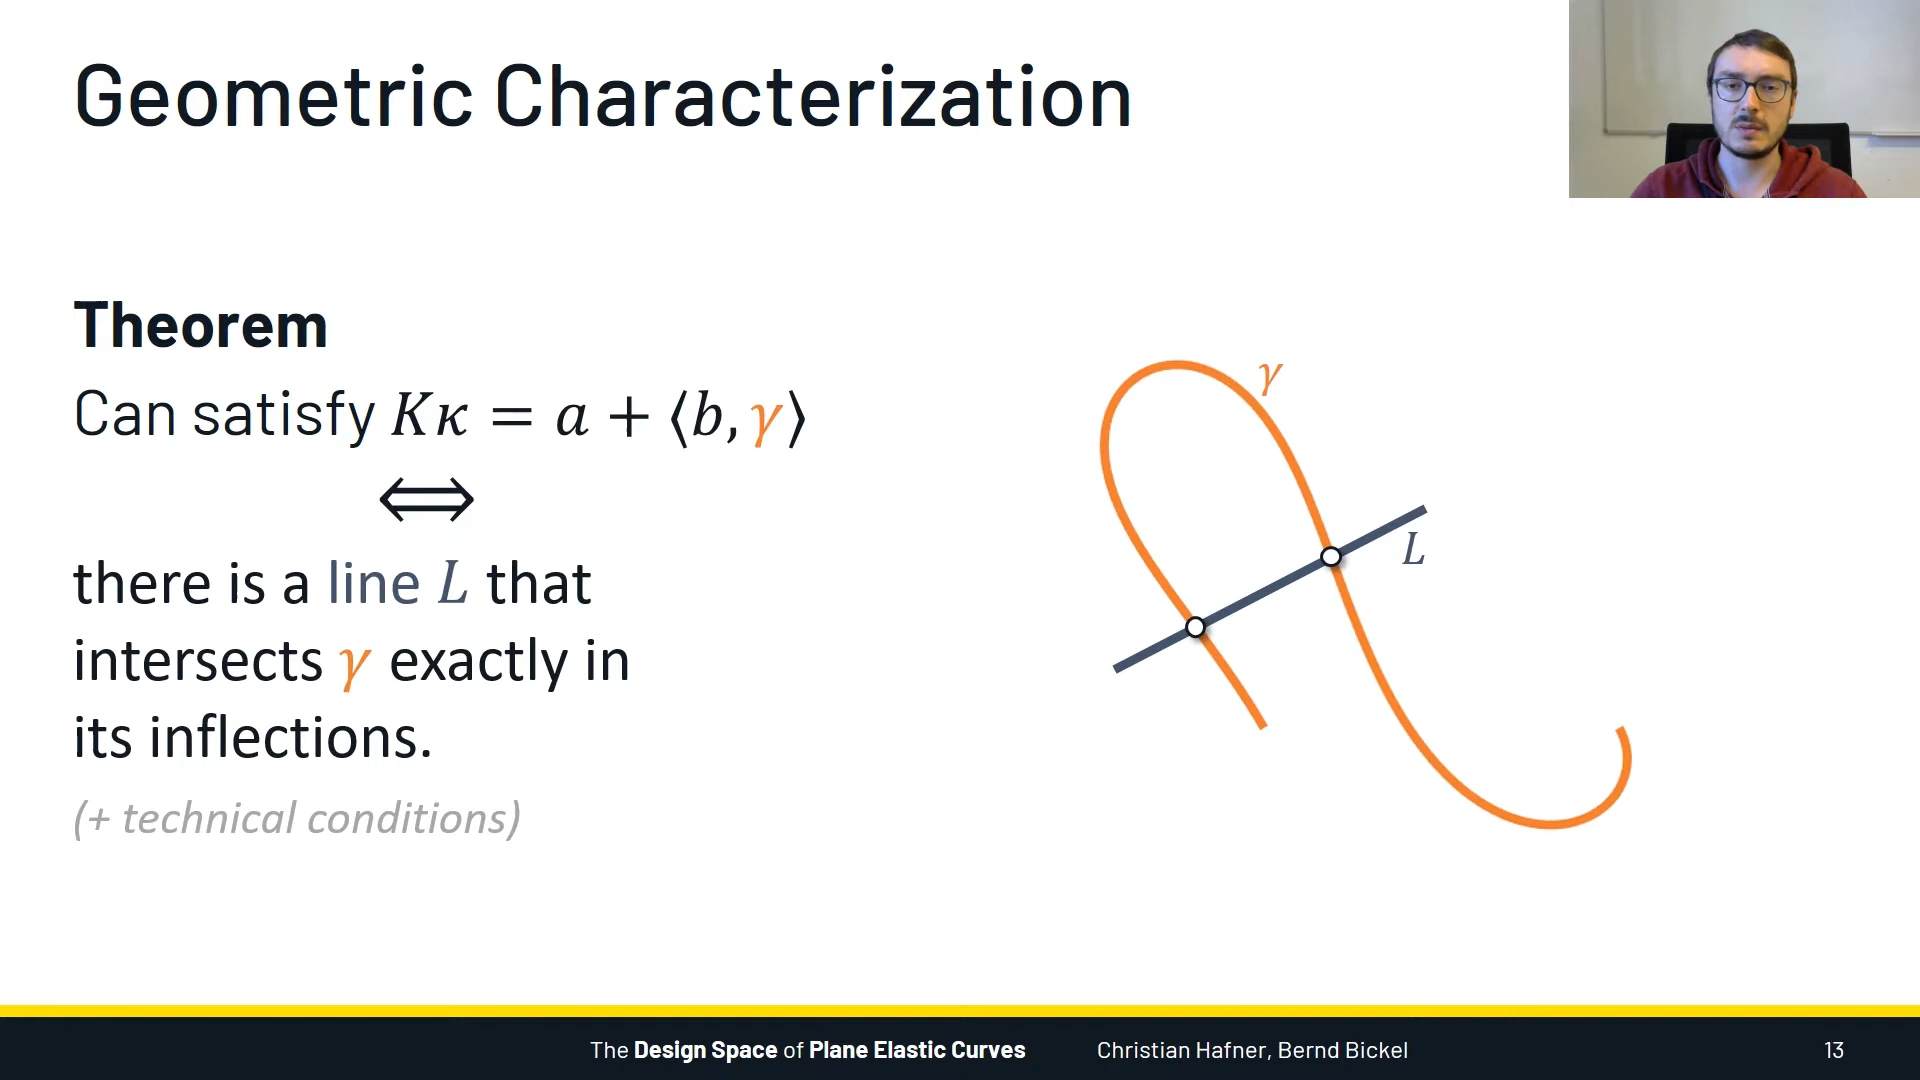 Geometric Characterization
Theorem
Can satisfy Kκ = a + ⟨b, γ⟩
⟺
there is a line L that
intersects γ exactly in
its inflections.
(+ technical conditions)
γ
L
The Design Space of Plane Elastic Curves
Christian Hafner, Bernd Bickel
13